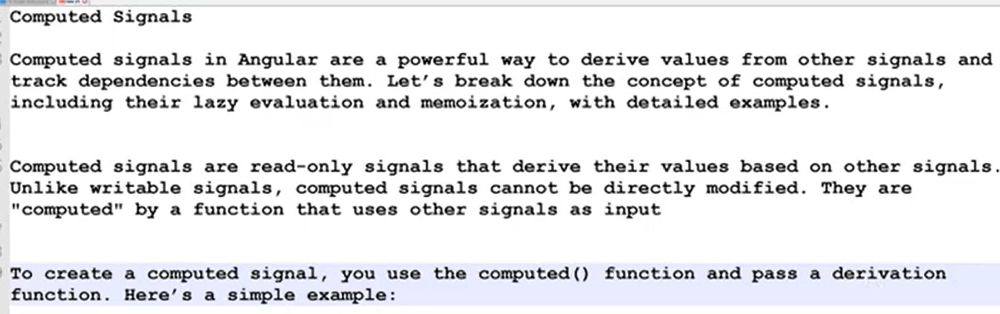 Computed Signals
Computed signals in Angular are a powerful way to derive values from other signals and
track dependencies between them. Let’s break down the concept of computed signals,
including their lazy evaluation and memoization, with detailed examples.
Computed signals are read-only signals that derive their values based on other signals.
Unlike writable signals, computed signals cannot be directly modified. They are
"computed" by a function that uses other signals as input
To create a computed signal, you use the computed() function and pass a derivation
function. Here’s a simple example: